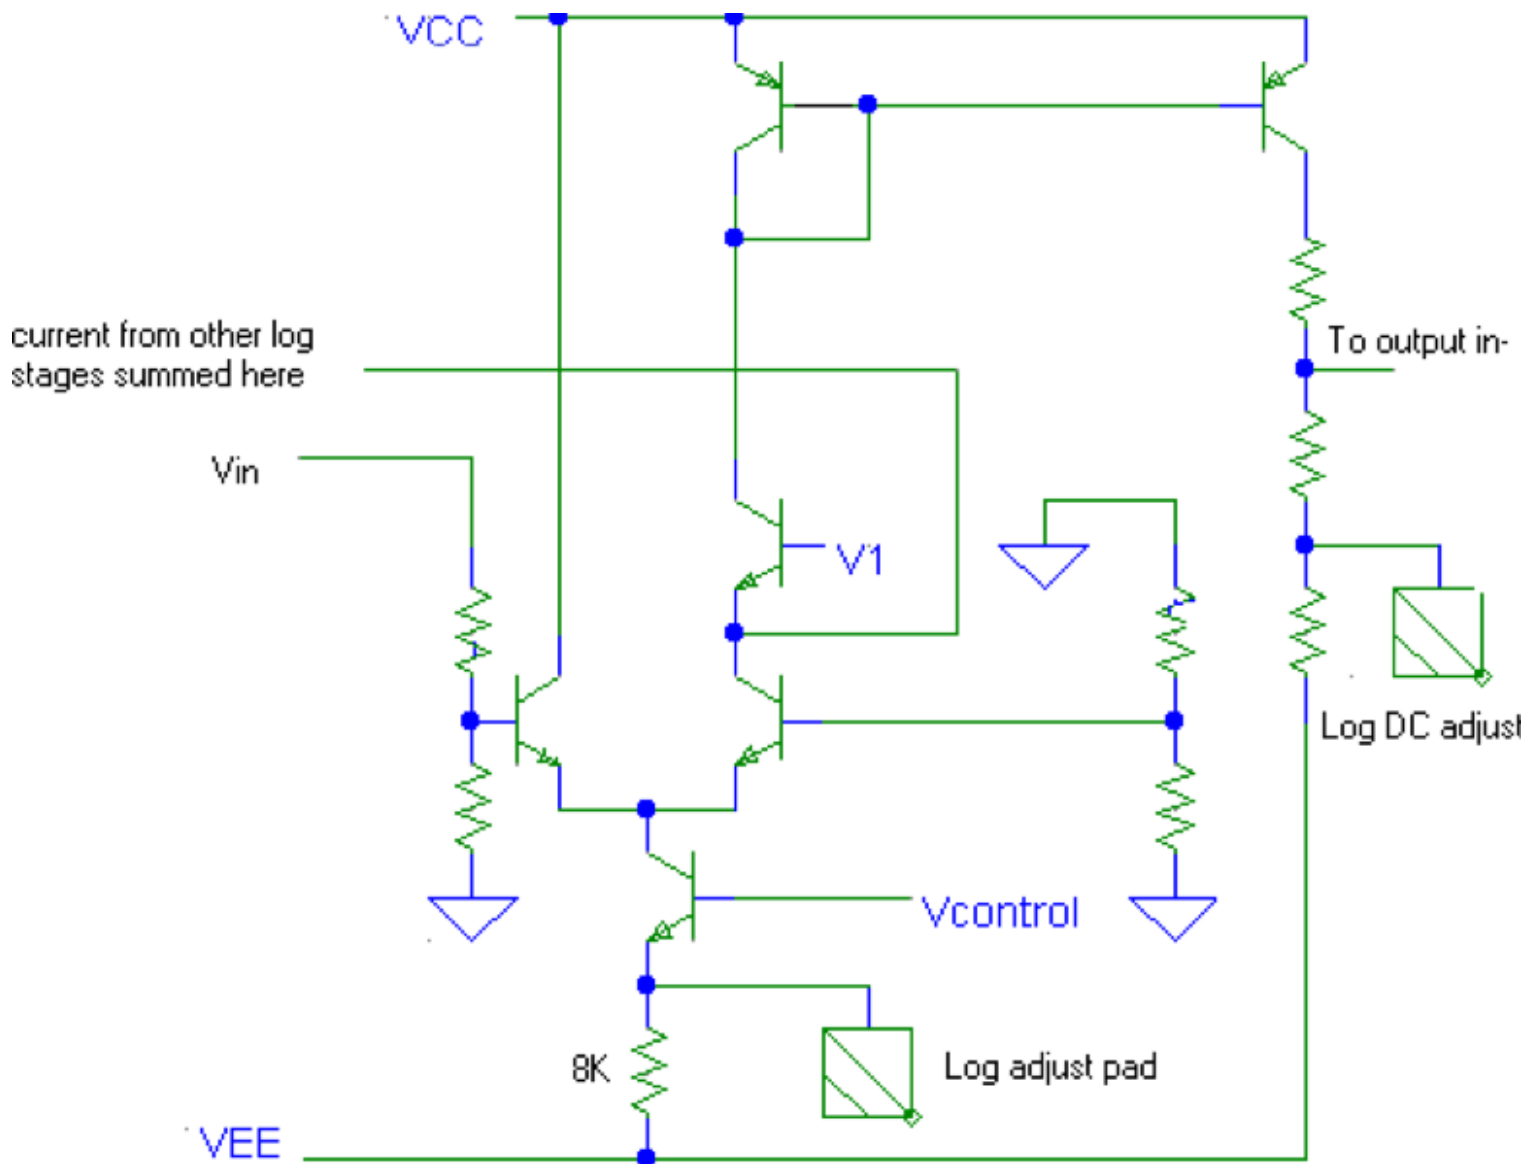 VCC
current from other log
stages summed here
To output in-
Vin
V1
Log DC adjust
Vcontrol
8K
Log adjust pad
VEE